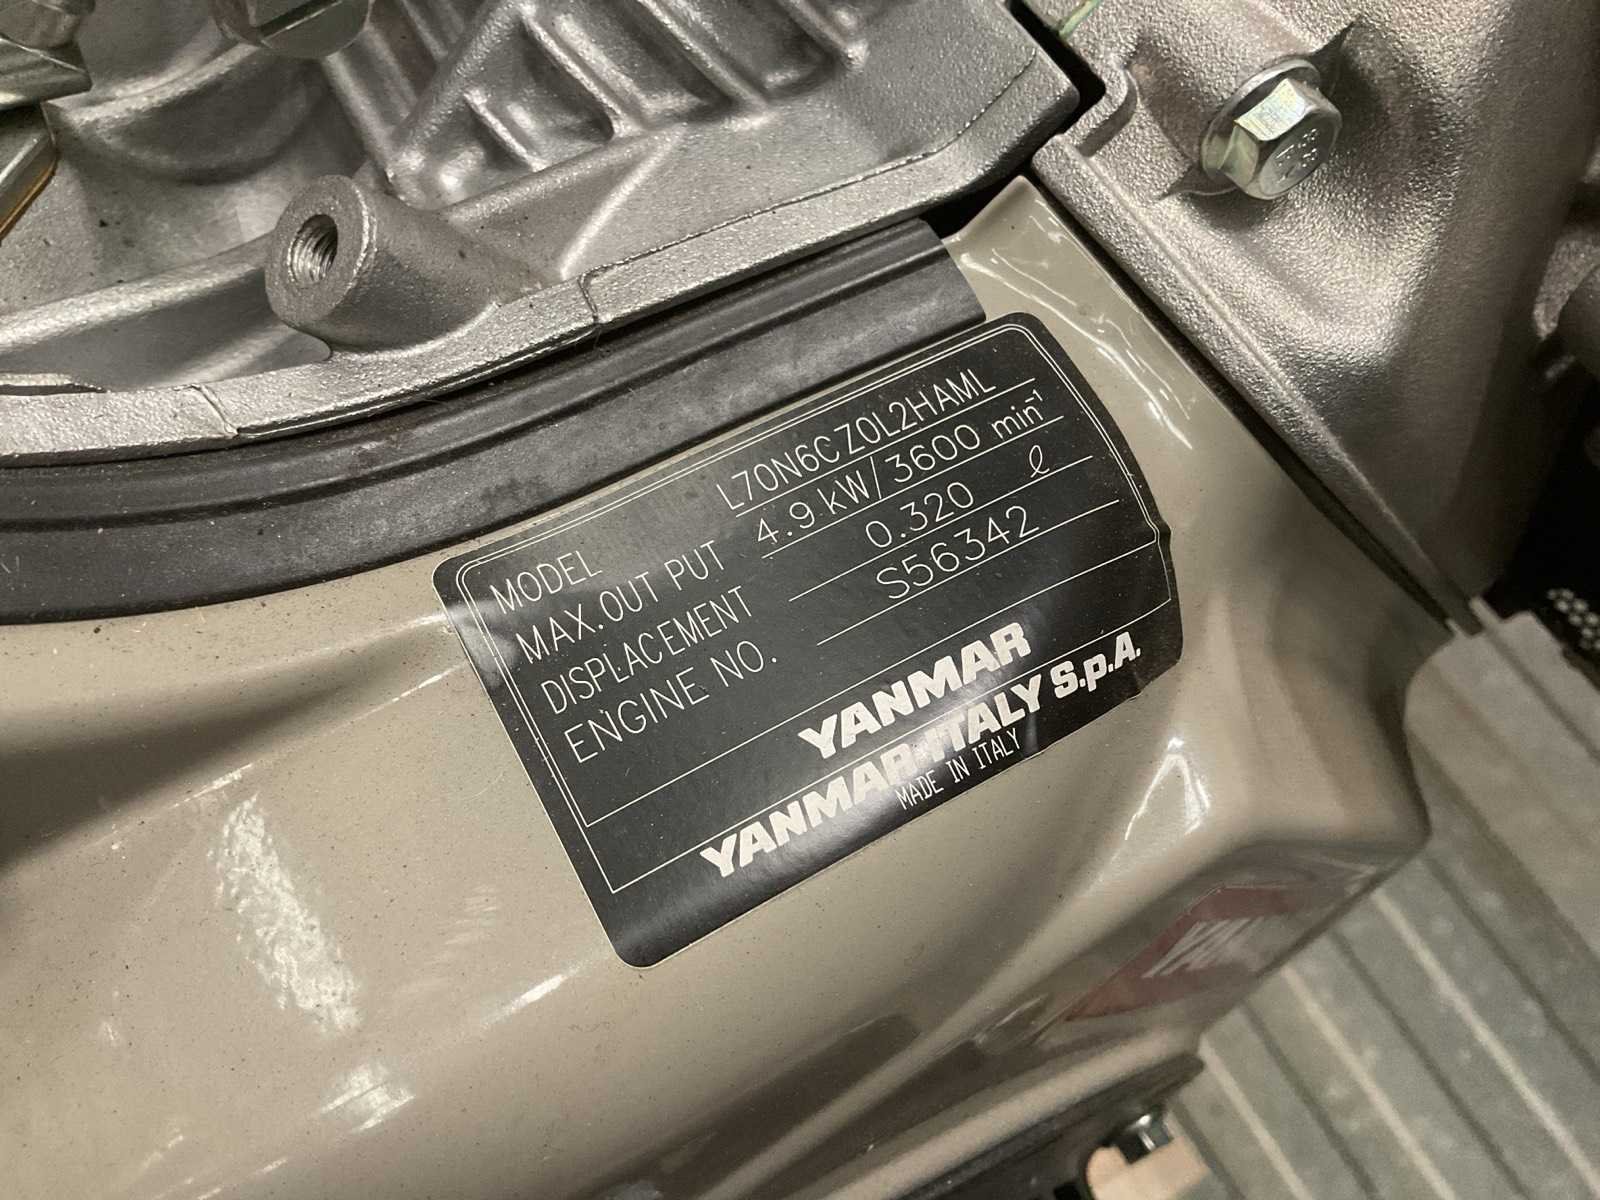 MODEL L70N6CZ0L2HAML
MAX.OUT PUT 4.9 kW/3600 min⁻¹
DISPLACEMENT 0.320 ℓ
ENGINE NO. S56342
YANMAR
YANMAR ITALY S.p.A.
MADE IN ITALY